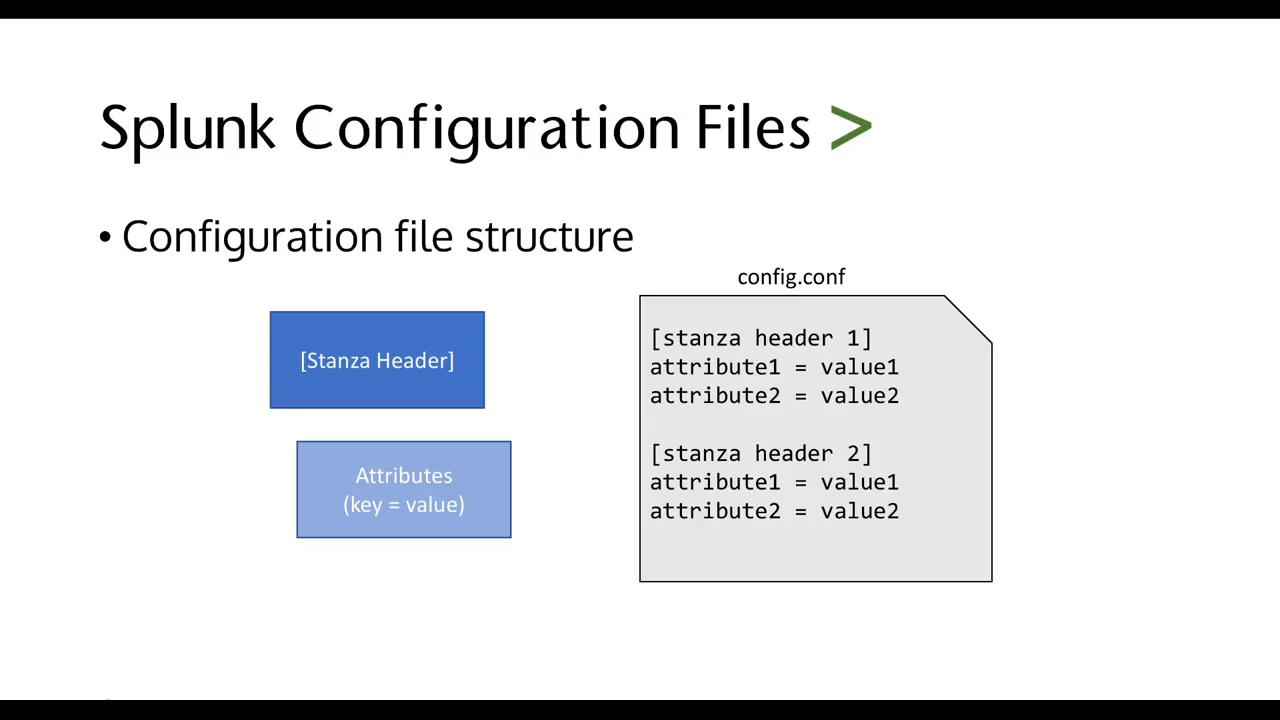 Splunk Configuration Files >
• Configuration file structure
[Stanza Header]
Attributes
(key = value)
config.conf
[stanza header 1]
attribute1 = value1
attribute2 = value2
[stanza header 2]
attribute1 = value1
attribute2 = value2